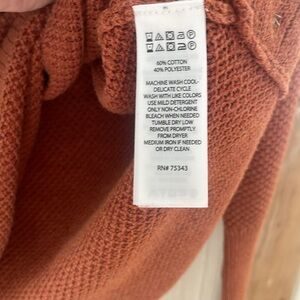 60% COTTON
40% POLYESTER
MACHINE WASH COOL-
DELICATE CYCLE
WASH WITH LIKE COLORS
USE MILD DETERGENT
ONLY NON-CHLORINE
BLEACH WHEN NEEDED
TUMBLE DRY LOW
REMOVE PROMPTLY
FROM DRYER
MEDIUM IRON IF NEEDED
OR DRY CLEAN
RN# 75343